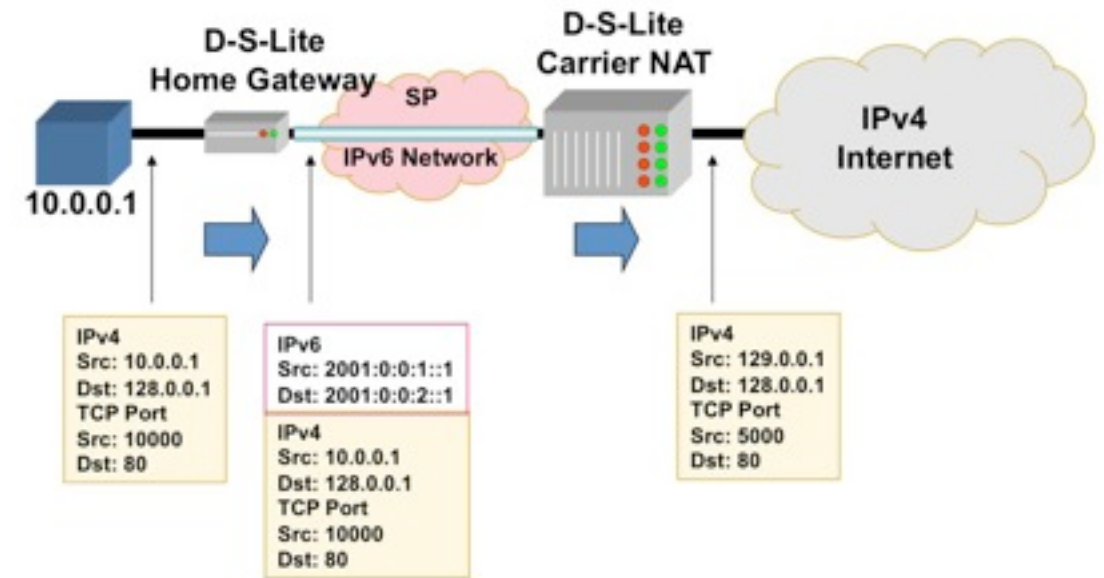 D-S-Lite
Home Gateway
D-S-Lite
Carrier NAT
SP
IPv6 Network
IPv4
Internet
10.0.0.1
IPv4
Src: 10.0.0.1
Dst: 128.0.0.1
TCP Port
Src: 10000
Dst: 80
IPv6
Src: 2001:0:0:1::1
Dst: 2001:0:0:2::1
IPv4
Src: 10.0.0.1
Dst: 128.0.0.1
TCP Port
Src: 10000
Dst: 80
IPv4
Src: 129.0.0.1
Dst: 128.0.0.1
TCP Port
Src: 5000
Dst: 80